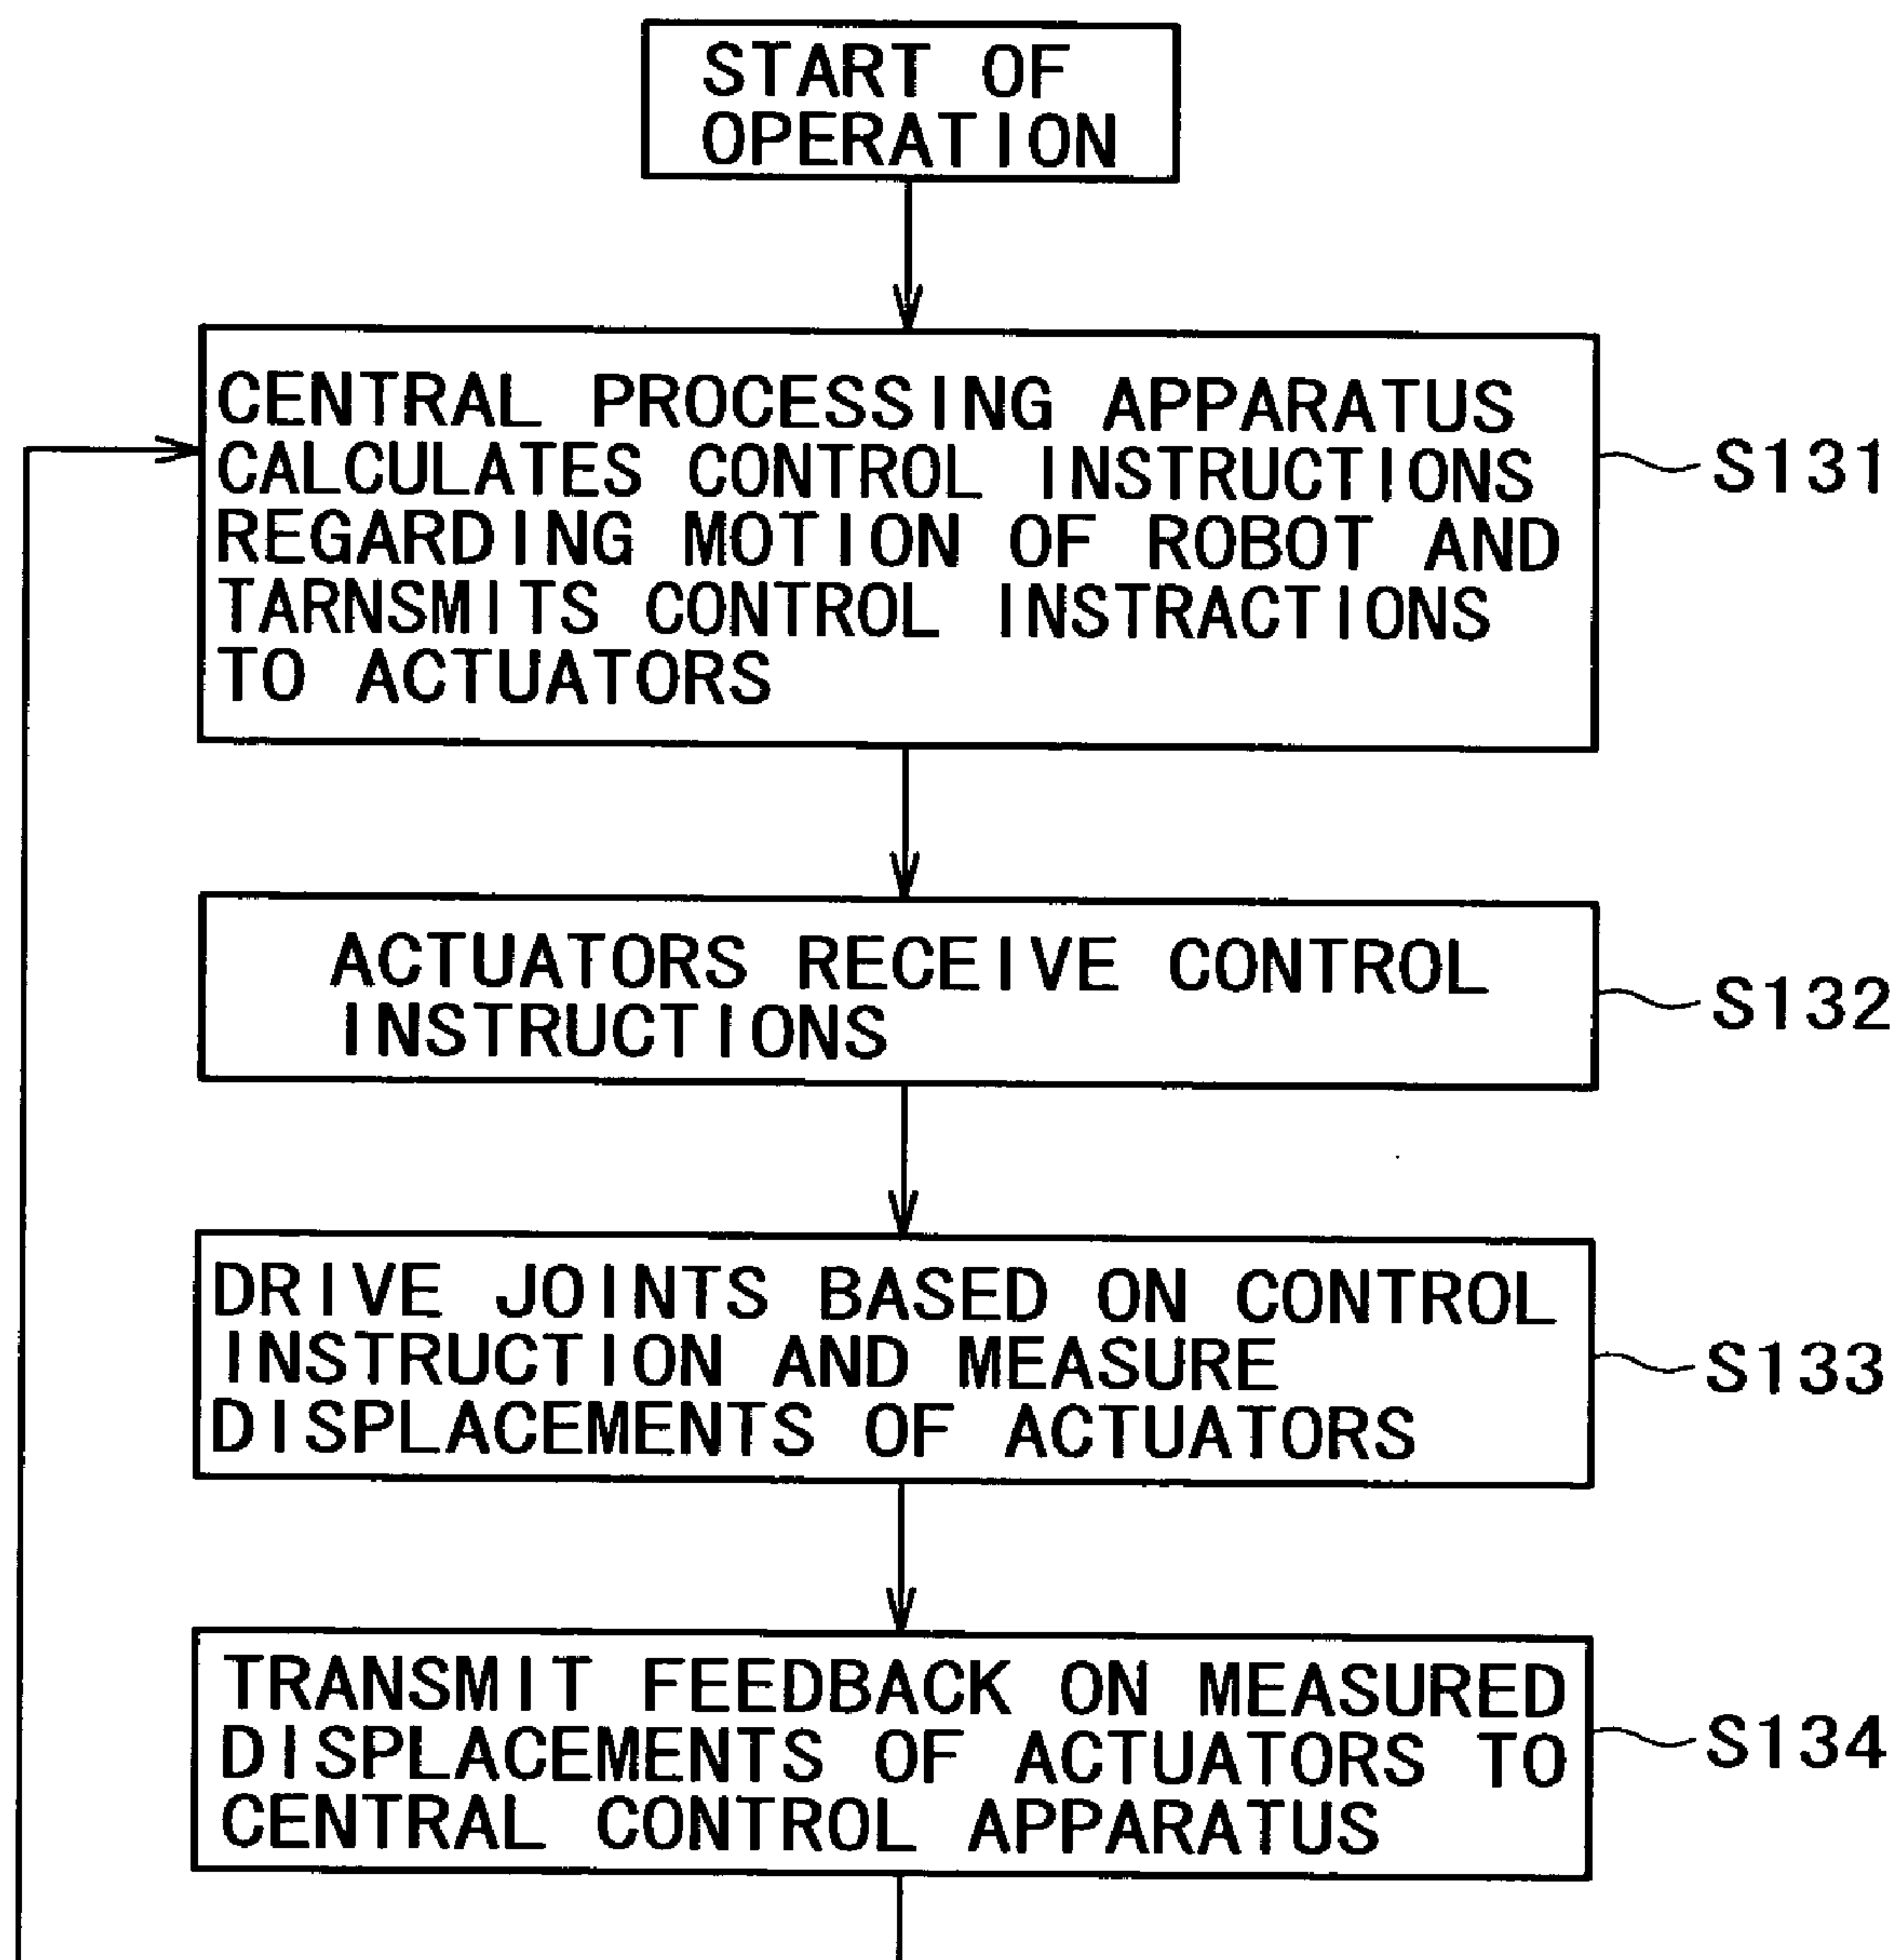 START OF
OPERATION
CENTRAL PROCESSING APPARATUS
CALCULATES CONTROL INSTRUCTIONS
REGARDING MOTION OF ROBOT AND
TARNSMITS CONTROL INSTRACTIONS
TO ACTUATORS
S131
ACTUATORS RECEIVE CONTROL
INSTRUCTIONS
S132
DRIVE JOINTS BASED ON CONTROL
INSTRUCTION AND MEASURE
DISPLACEMENTS OF ACTUATORS
S133
TRANSMIT FEEDBACK ON MEASURED
DISPLACEMENTS OF ACTUATORS TO
CENTRAL CONTROL APPARATUS
S134